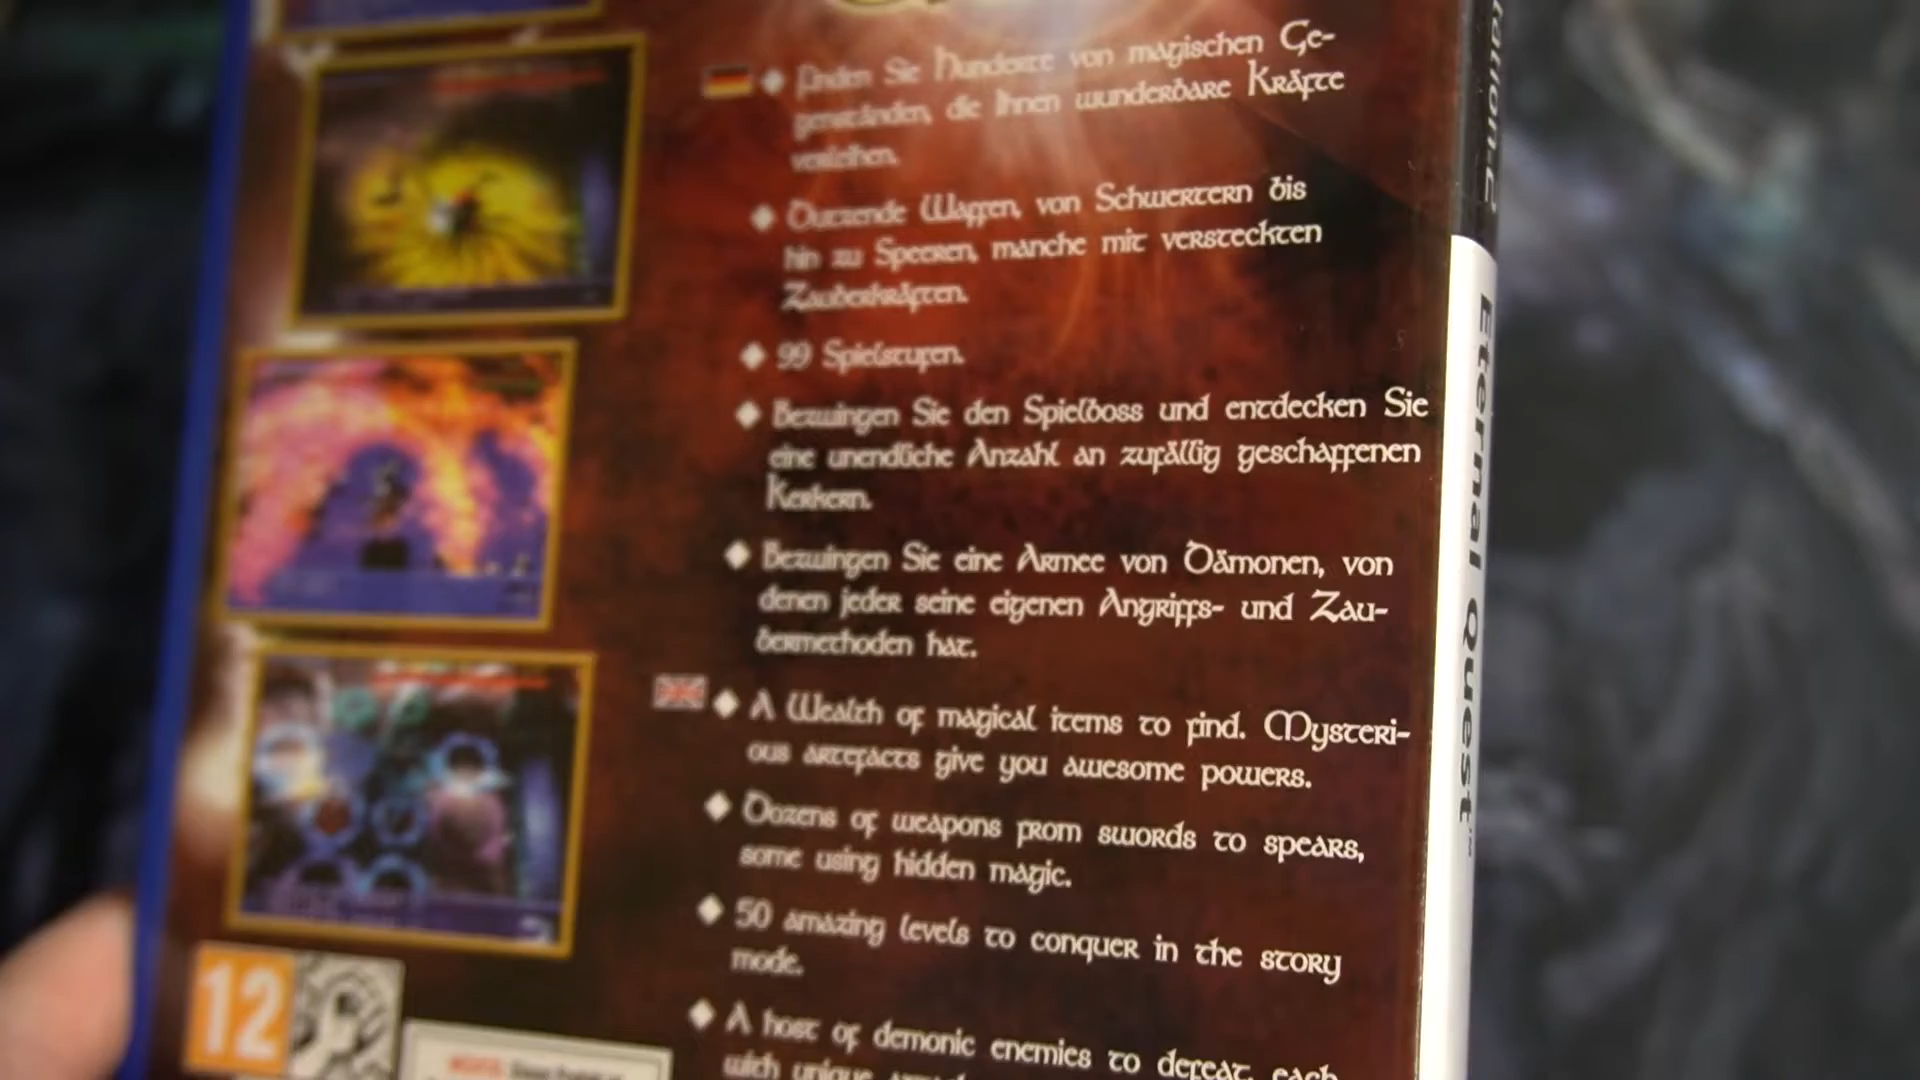 Finden Sie Hunderte von magischen Ge-
genständen, die Ihnen wunderbare Kräfte
verleihen.
Dutzende Waffen, von Schwertern bis
hin zu Speeren, manche mit versteckten
Zauberkräften.
99 Spielstufen.
Bezwingen Sie den Spielboss und entdecken Sie
eine unendliche Anzahl an zufällig geschaffenen
Kerkern.
Bezwingen Sie eine Armee von Dämonen, von
denen jeder seine eigenen Angriffs- und Zau-
bermethoden hat.
A Wealth of magical items to find. Mysteri-
ous artefacts give you awesome powers.
Dozens of weapons from swords to spears,
some using hidden magic.
50 amazing levels to conquer in the story
mode.
A host of demonic enemies to defeat, each
with unique
12
Eternal Quest™